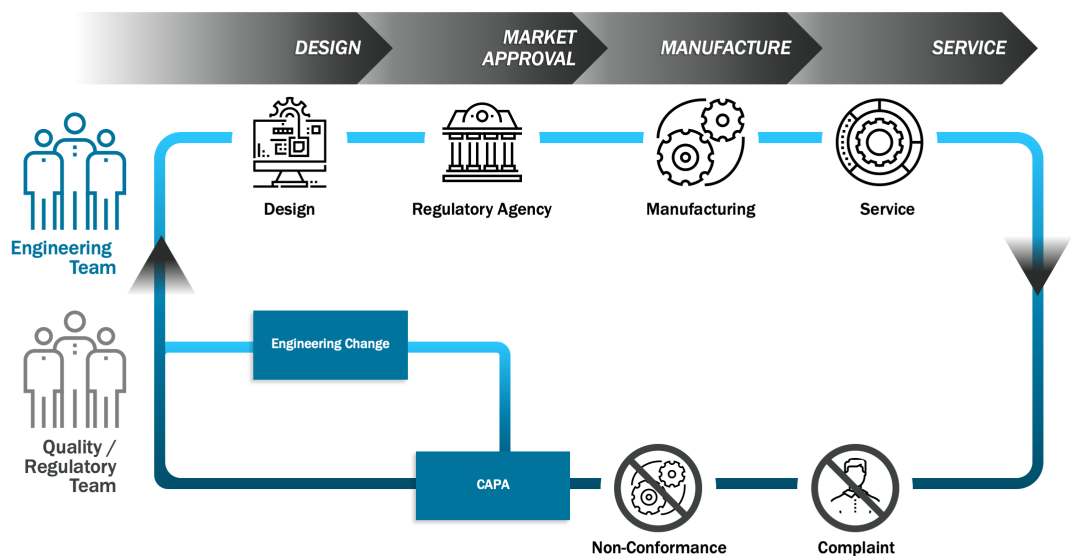 DESIGN
MARKET
APPROVAL
MANUFACTURE
SERVICE
Design
Regulatory Agency
Manufacturing
Service
Engineering
Team
Engineering Change
Quality /
Regulatory
Team
CAPA
Non-Conformance
Complaint